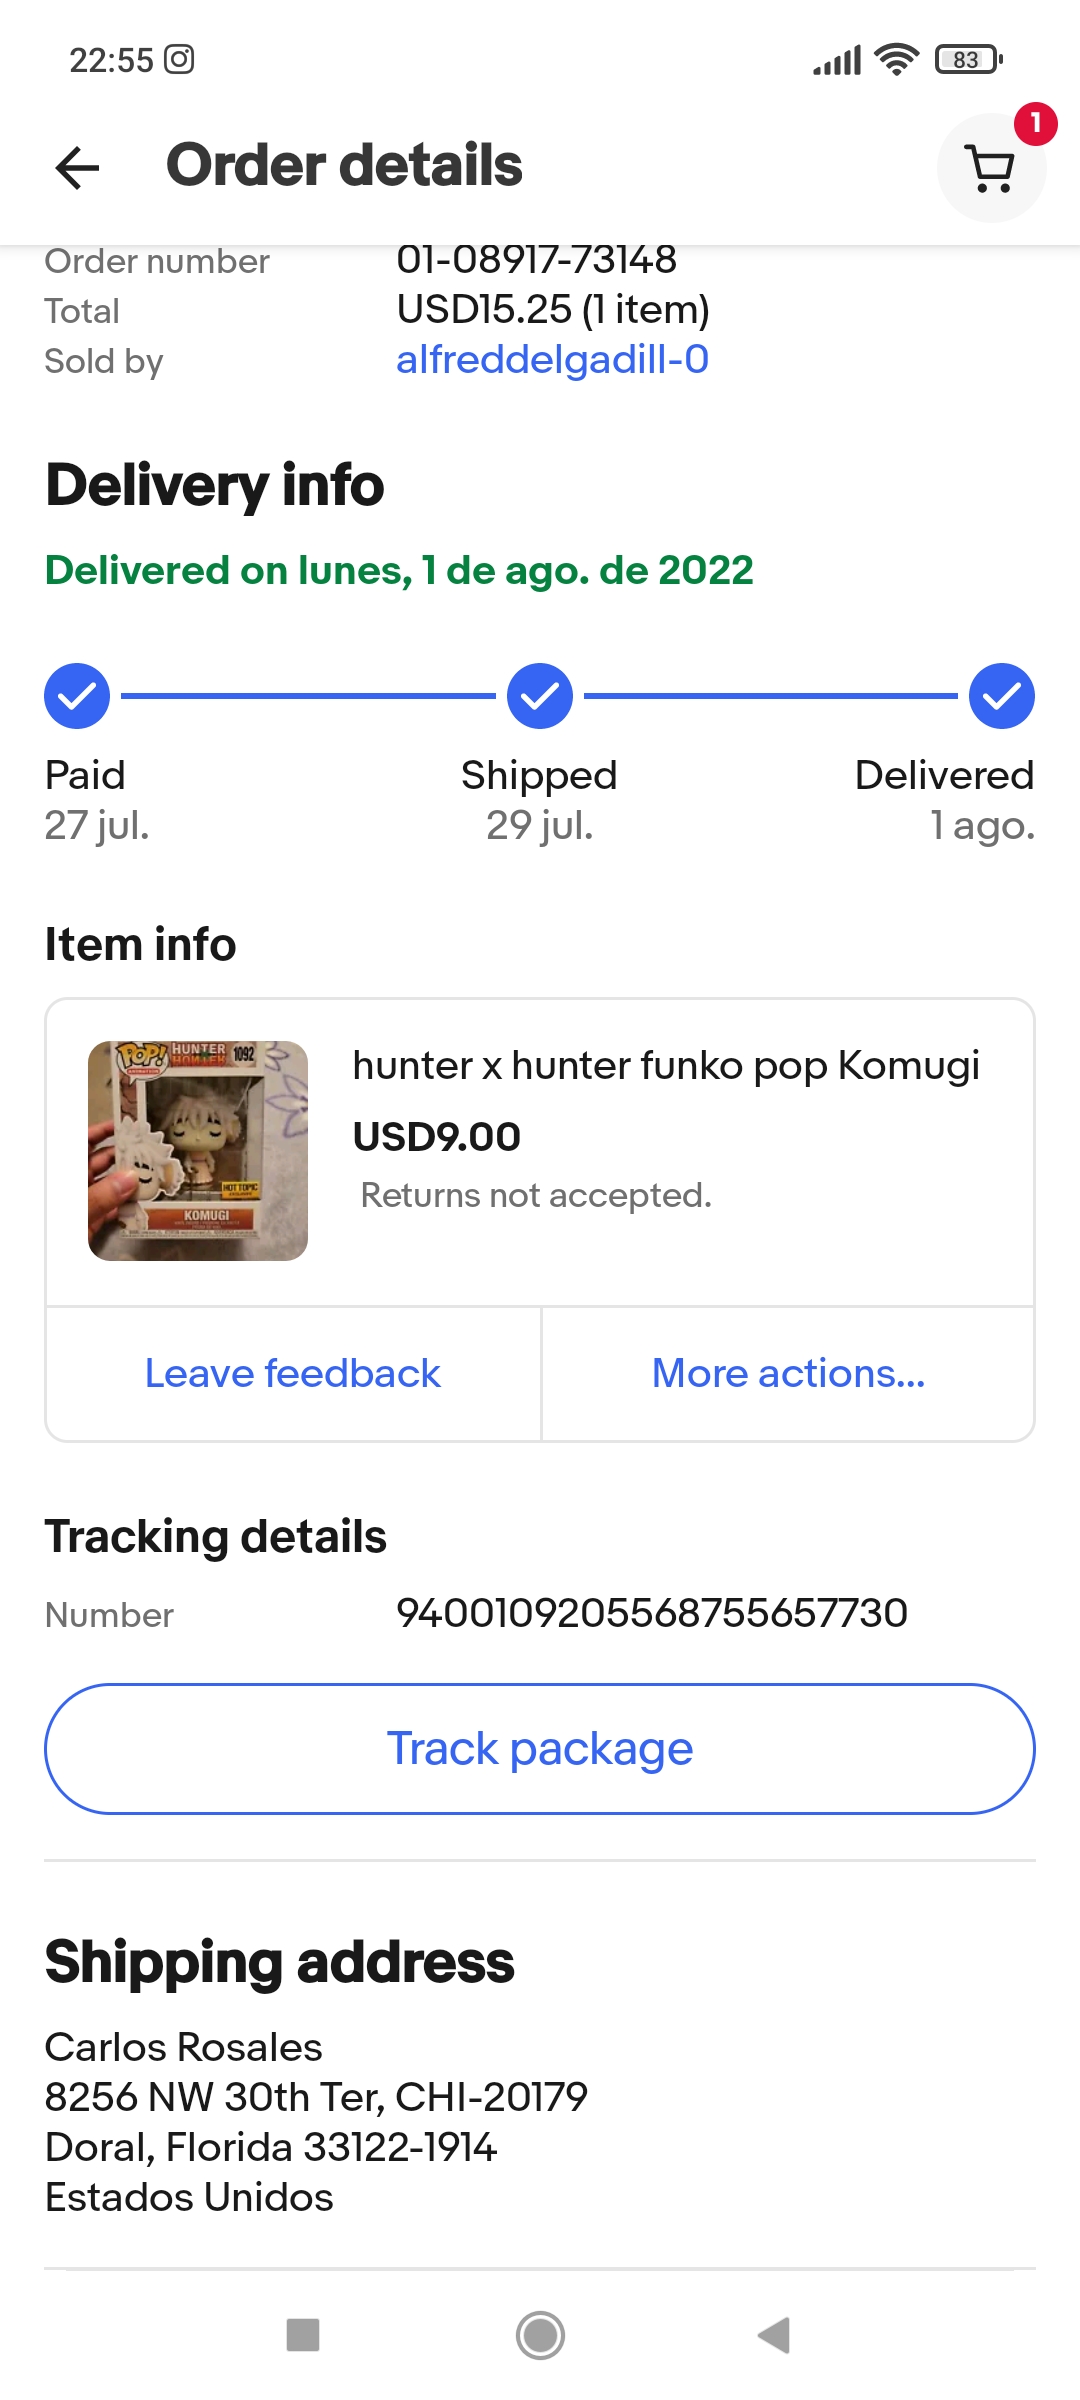 22:55
83
Order details
1
Order number 01-08917-73148
Total USD15.25 (1 item)
Sold by alfreddelgadill-0
Delivery info
Delivered on lunes, 1 de ago. de 2022
Paid Shipped Delivered
27 jul. 29 jul. 1 ago.
Item info
POP! HUNTER HUNTER 1092
ANIMATION
HOT TOPIC
KOMUGI
hunter x hunter funko pop Komugi
USD9.00
Returns not accepted.
Leave feedback More actions...
Tracking details
Number 9400109205568755657730
Track package
Shipping address
Carlos Rosales
8256 NW 30th Ter, CHI-20179
Doral, Florida 33122-1914
Estados Unidos